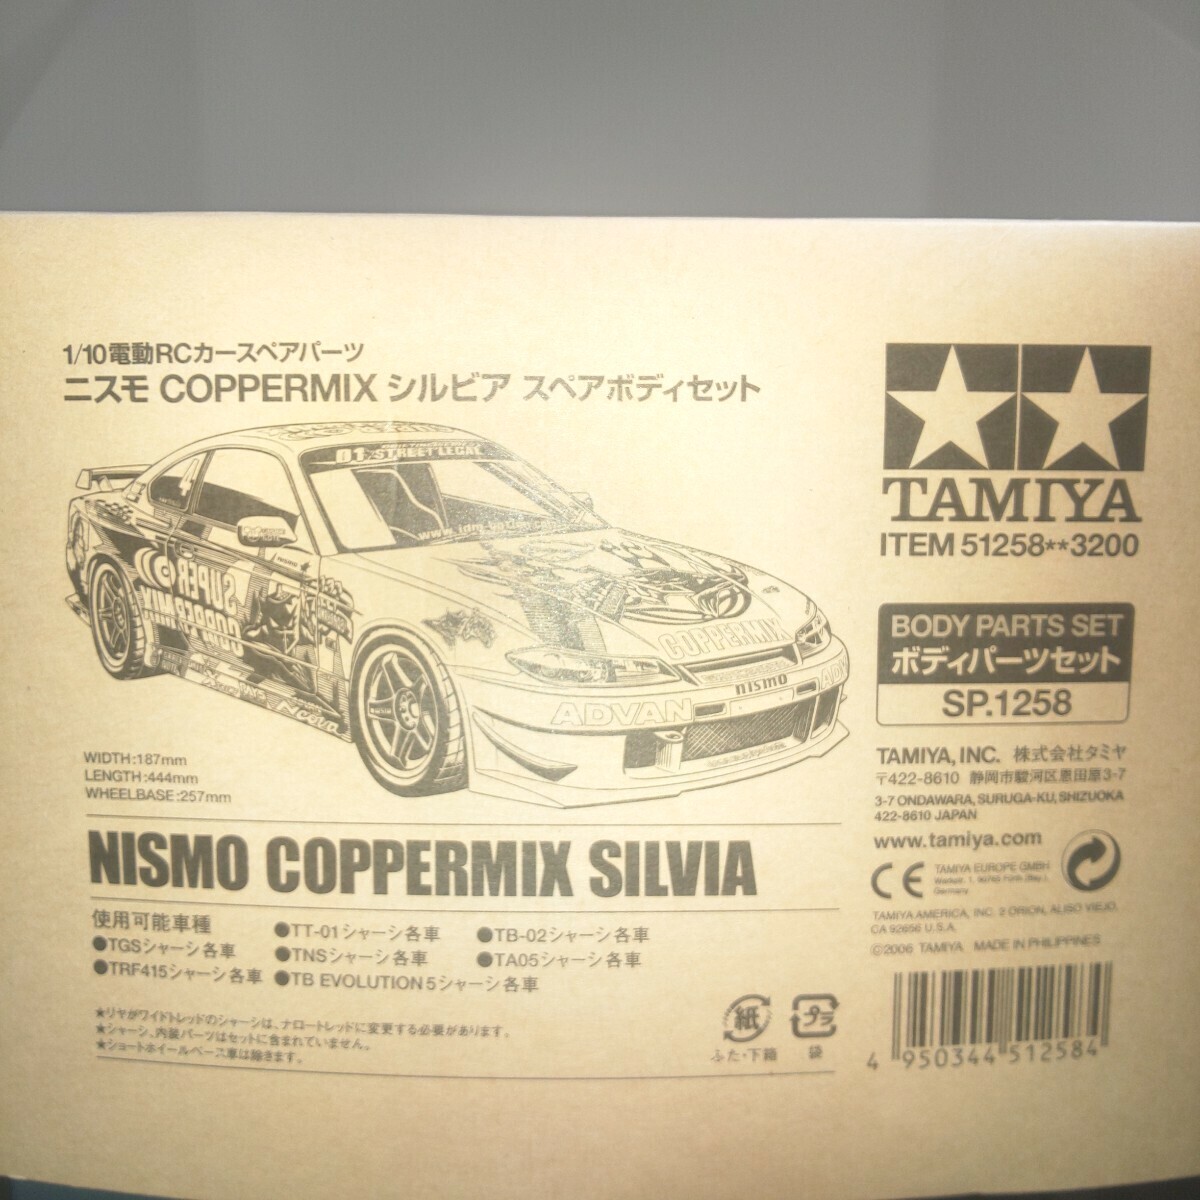 1/10電動RCカースペアパーツ
ニスモ COPPERMIX シルビア スペアボディセット
01 STREET LEGAL
4
SUPER
COPPER MIX
COPPERMIX
nismo
ADVAN
ADV
WIDTH:187mm
LENGTH:444mm
WHEELBASE:257mm
NISMO COPPERMIX SILVIA
使用可能車種
●TT-01シャーシ各車 ●TB-02シャーシ各車
●TGSシャーシ各車 ●TNSシャーシ各車 ●TA05シャーシ各車
●TRF415シャーシ各車 ●TB EVOLUTION 5シャーシ各車
★リヤがワイドトレッドのシャーシは、ナロートレッドに変更する必要があります。
★シャーシ、内装パーツはセットに含まれていません。
★ショートホイールベース車は除きます。
紙 プラ
ふた・下箱 袋
TAMIYA
ITEM 51258**3200
BODY PARTS SET
ボディパーツセット
SP.1258
TAMIYA, INC. 株式会社タミヤ
〒422-8610 静岡市駿河区恩田原3-7
3-7 ONDAWARA, SURUGA-KU, SHIZUOKA
422-8610 JAPAN
www.tamiya.com
CE TAMIYA EUROPE GMBH
Germany.
TAMIYA AMERICA, INC. 2 ORION, ALISO VIEJO,
CA 92656 U.S.A.
©2006 TAMIYA MADE IN PHILIPPINES
4 950344 512584